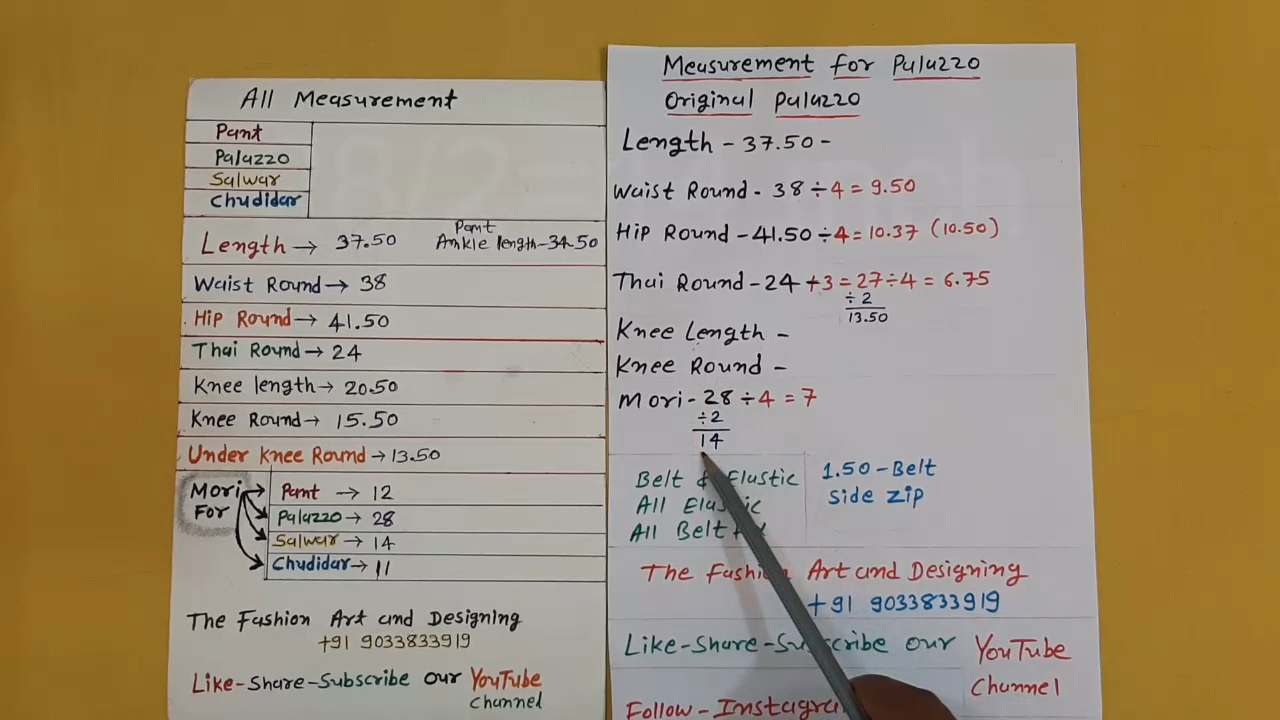 All Measurement
Pant
Palazzo
Salwar
Chudidar
Length → 37.50 Pant Ankle length-34.50
Waist Round → 38
Hip Round → 41.50
Thai Round → 24
Knee length → 20.50
Knee Round → 15.50
Under Knee Round → 13.50
Mori For
Pant → 12
Palazzo → 28
Salwar → 14
Chudidar → 11
The Fashion Art and Designing
+91 9033833919
Like-Share-Subscribe our YouTube
Channel
Measurement for Palazzo
Original Palazzo
Length - 37.50 -
Waist Round - 38 ÷ 4 = 9.50
Hip Round - 41.50 ÷ 4 = 10.37 (10.50)
Thai Round - 24 + 3 = 27 ÷ 4 = 6.75
÷ 2
13.50
Knee Length -
Knee Round -
Mori - 28 ÷ 4 = 7
÷ 2
14
Belt & Elastic
All Elastic
All Belt
1.50 - Belt
Side zip
The Fashion Art and Designing
+91 9033833919
Like-Share-Subscribe our YouTube
Channel
Follow - Instagram